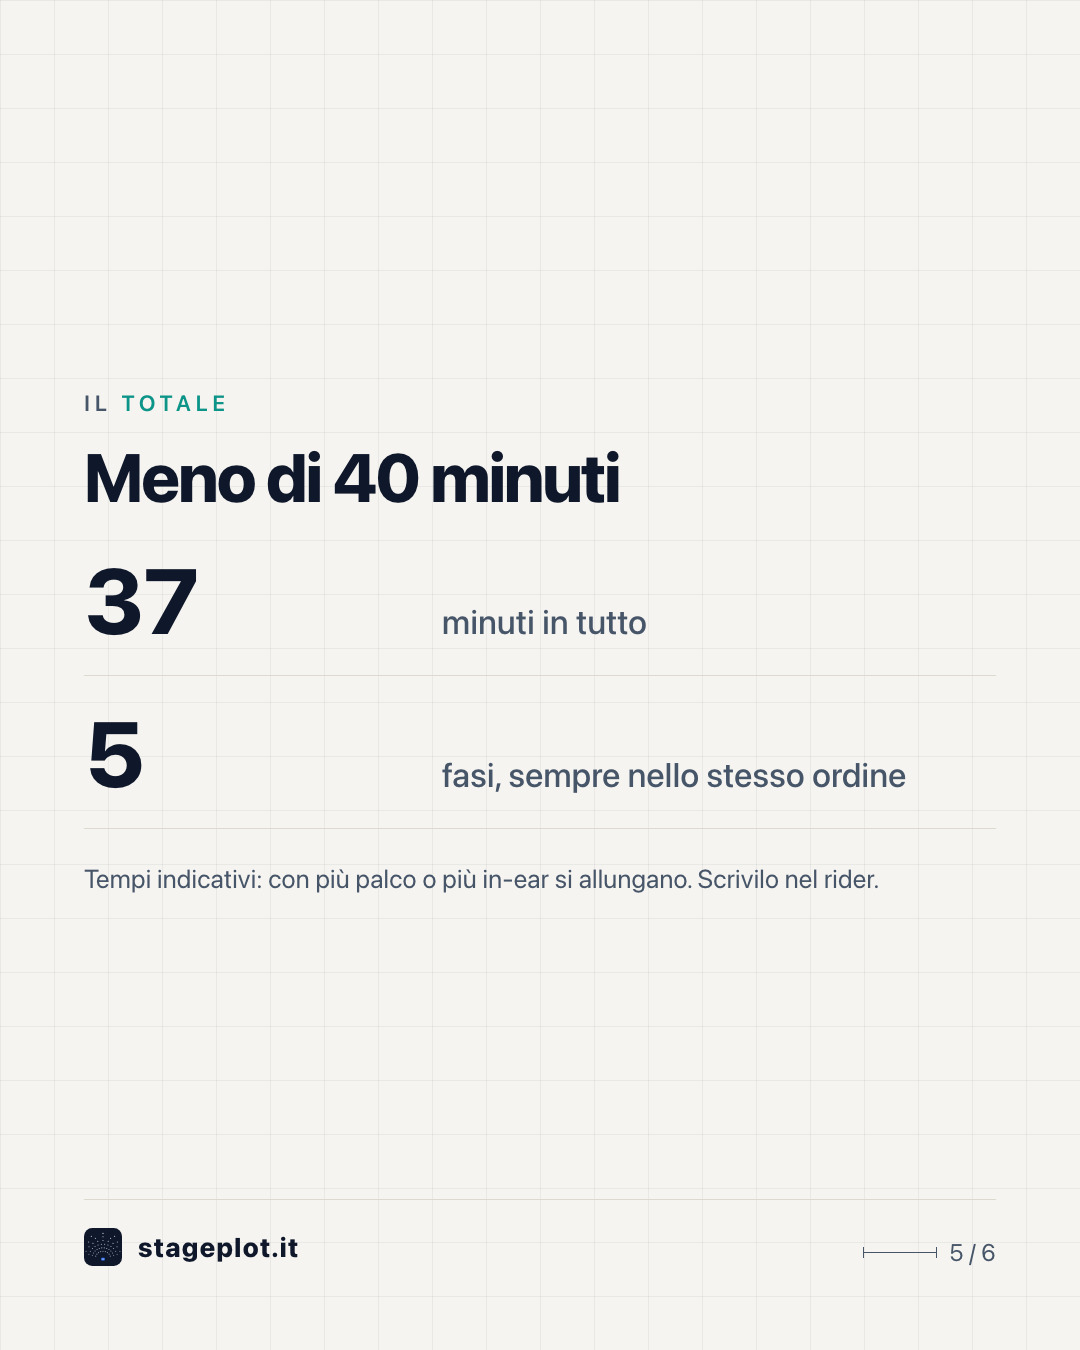 IL TOTALE
Meno di 40 minuti
37 minuti in tutto
5 fasi, sempre nello stesso ordine
Tempi indicativi: con più palco o più in-ear si allungano. Scrivilo nel rider.
stageplot.it
5 / 6